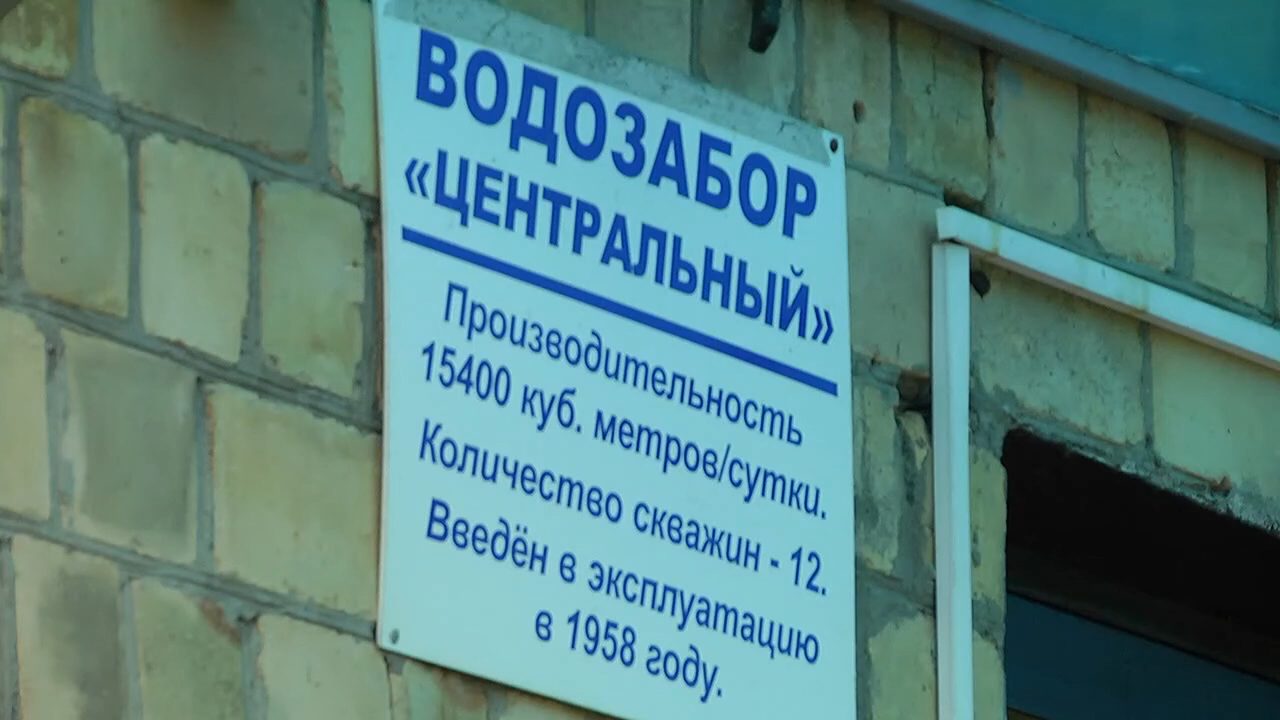 ВОДОЗАБОР
«ЦЕНТРАЛЬНЫЙ»
Производительность
15400 куб. метров/сутки.
Количество скважин - 12.
Введён в эксплуатацию
в 1958 году.